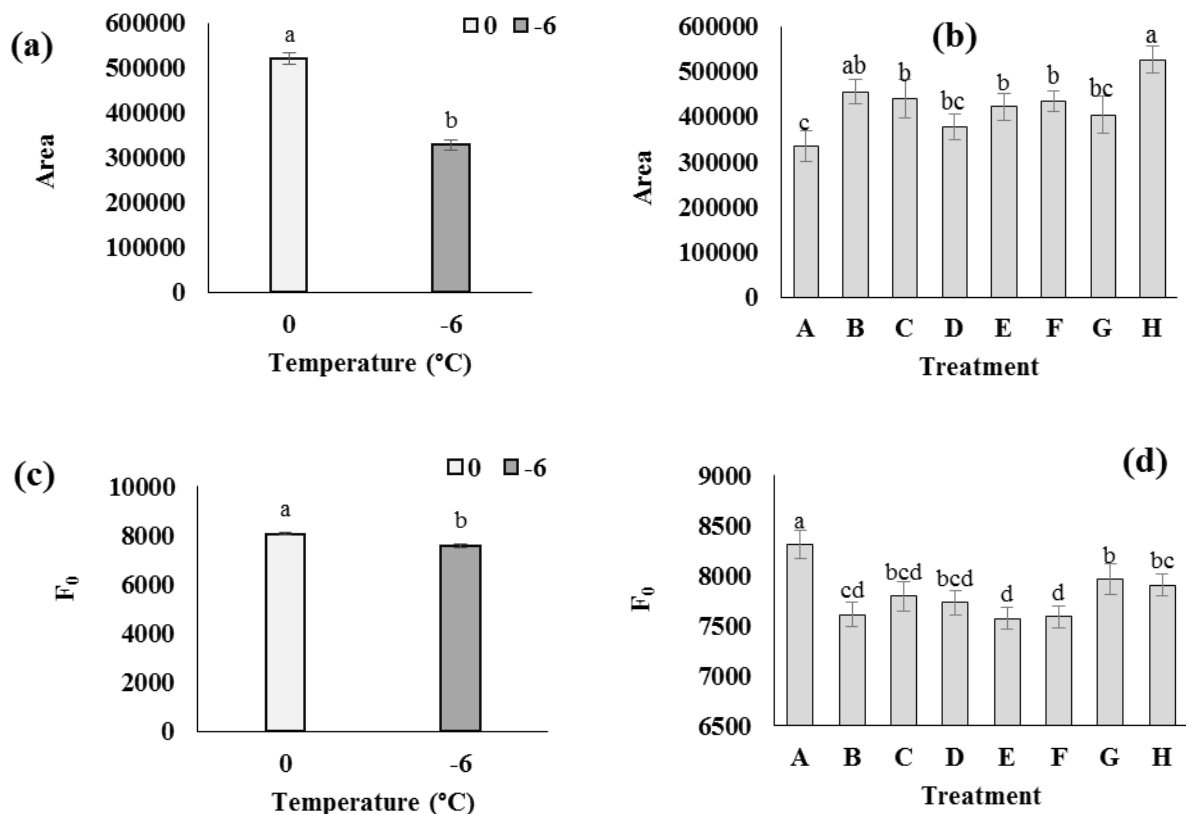 (a)
0 -6
600000
500000
400000
300000
200000
100000
0
Area
a
b
0 -6
Temperature (°C)
(b)
600000
500000
400000
300000
200000
100000
0
Area
c ab b bc b b bc a
A B C D E F G H
Treatment
(c)
0 -6
10000
8000
6000
4000
2000
0
F0
a
b
0 -6
Temperature (°C)
(d)
9000
8500
8000
7500
7000
6500
F0
a cd bcd bcd d d b bc
A B C D E F G H
Treatment